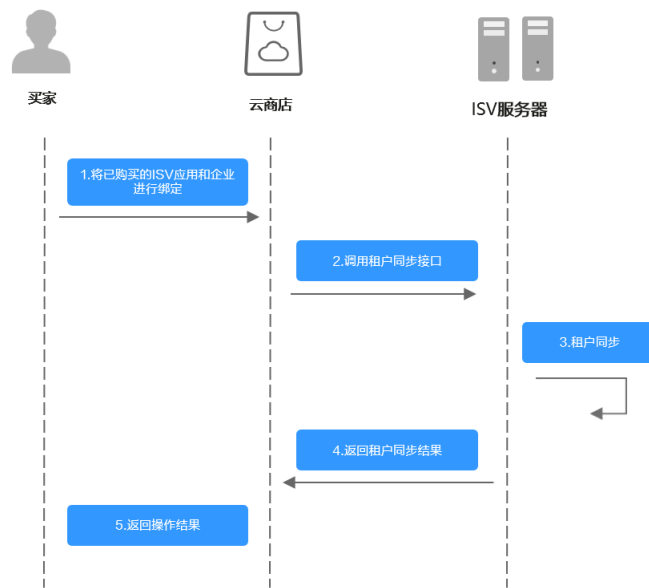 买家
云商店
ISV服务器
1.将已购买的ISV应用和企业
进行绑定
2.调用租户同步接口
3.租户同步
4.返回租户同步结果
5.返回操作结果